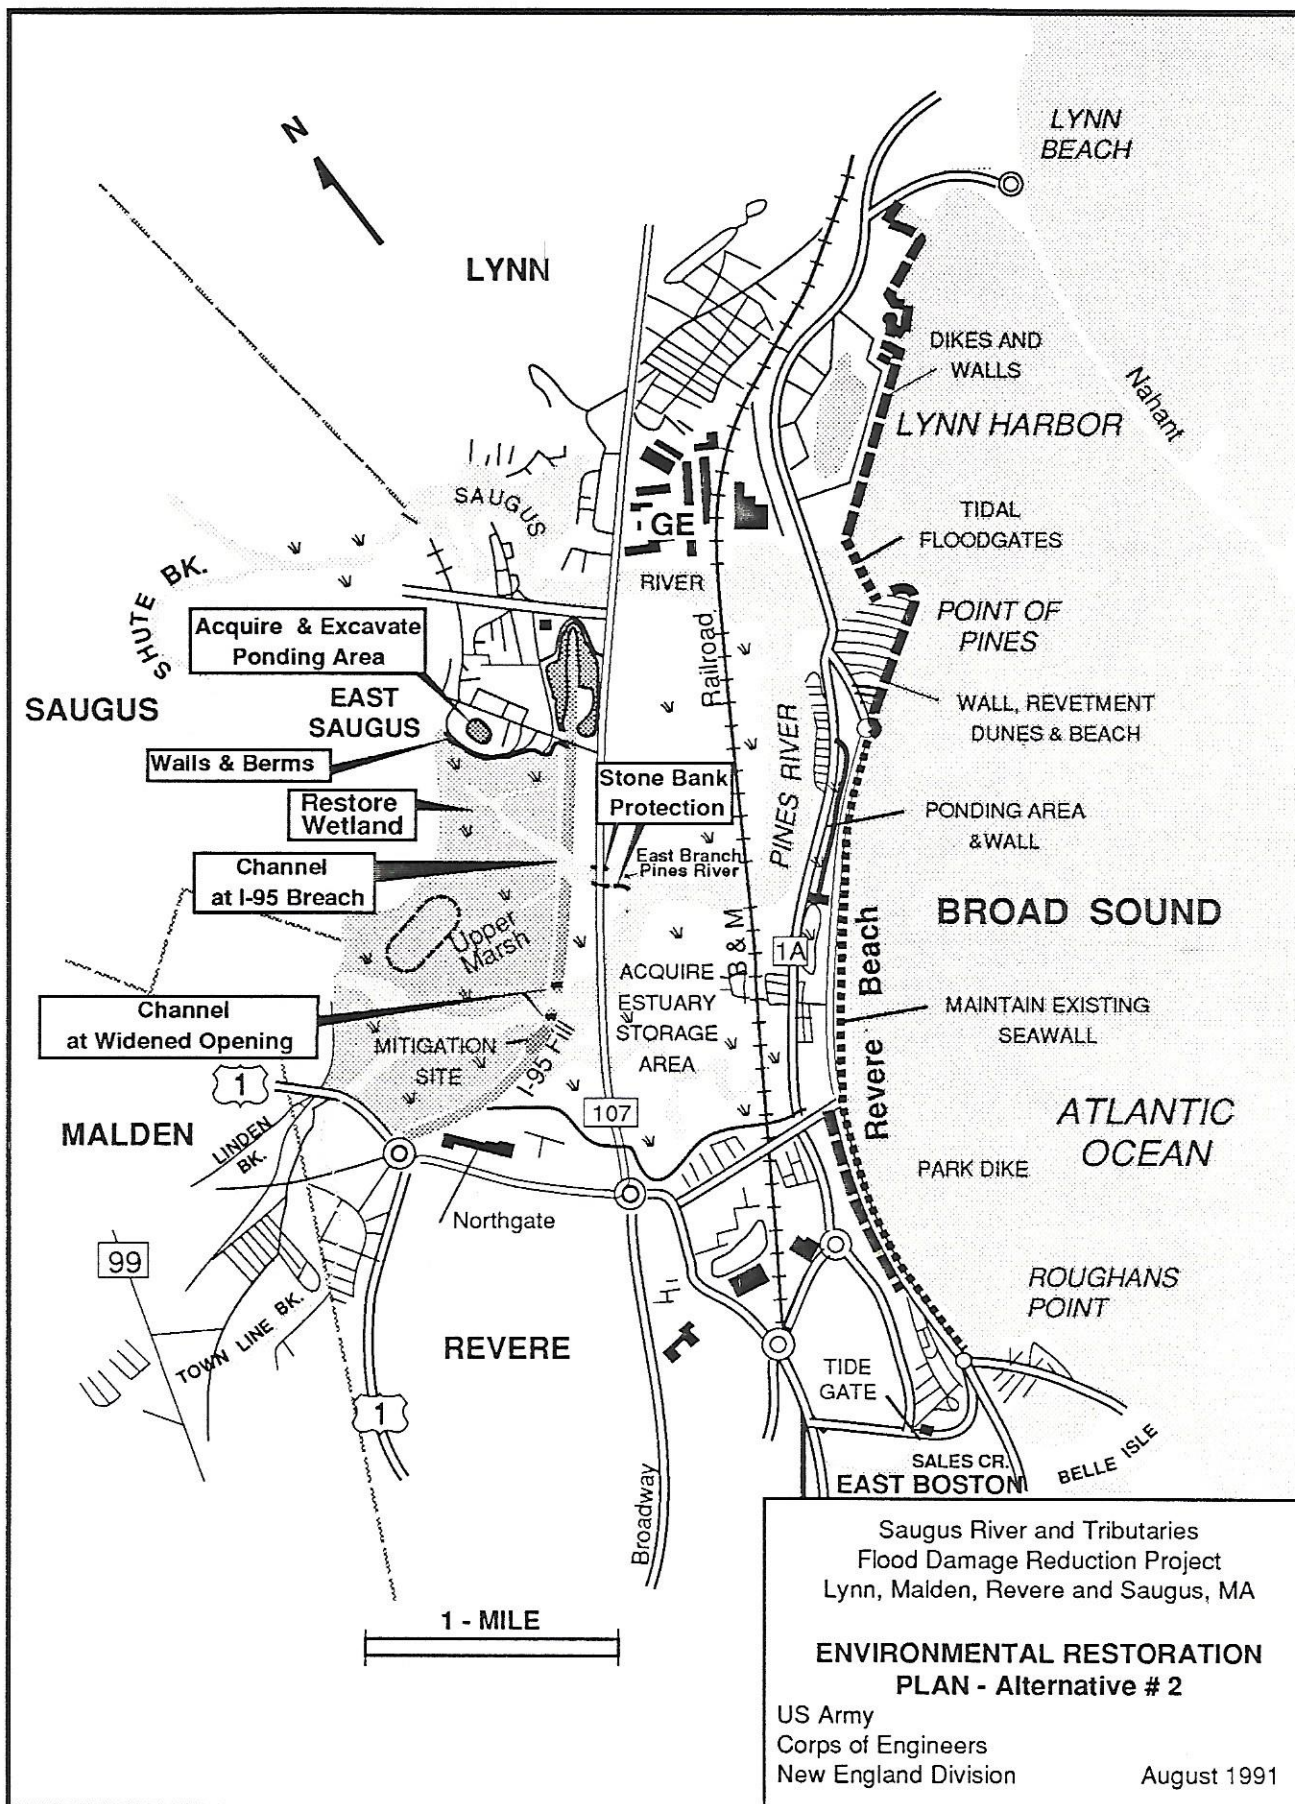 N
LYNN
BEACH
LYNN
DIKES AND
WALLS
Nahant
LYNN HARBOR
SAUGUS
GE
TIDAL
FLOODGATES
RIVER
SHUTE BK.
Acquire & Excavate
Ponding Area
Railroad
POINT OF
PINES
SAUGUS
EAST
SAUGUS
WALL, REVETMENT
DUNES & BEACH
Walls & Berms
Stone Bank
Protection
PINES RIVER
Restore
Wetland
PONDING AREA
&WALL
East Branch
Pines River
Channel
at I-95 Breach
BROAD SOUND
Upper
Marsh
B & M
1A
Revere Beach
ACQUIRE
ESTUARY
STORAGE
AREA
Channel
at Widened Opening
MAINTAIN EXISTING
SEAWALL
MITIGATION
SITE
I-95 Fill
1
107
ATLANTIC
OCEAN
MALDEN
LINDEN
BK.
PARK DIKE
Northgate
99
ROUGHANS
POINT
TOWN LINE BK.
REVERE
TIDE
GATE
1
SALES CR.
BELLE ISLE
EAST BOSTON
Broadway
1 - MILE
Saugus River and Tributaries
Flood Damage Reduction Project
Lynn, Malden, Revere and Saugus, MA
ENVIRONMENTAL RESTORATION
PLAN - Alternative # 2
US Army
Corps of Engineers
New England Division
August 1991